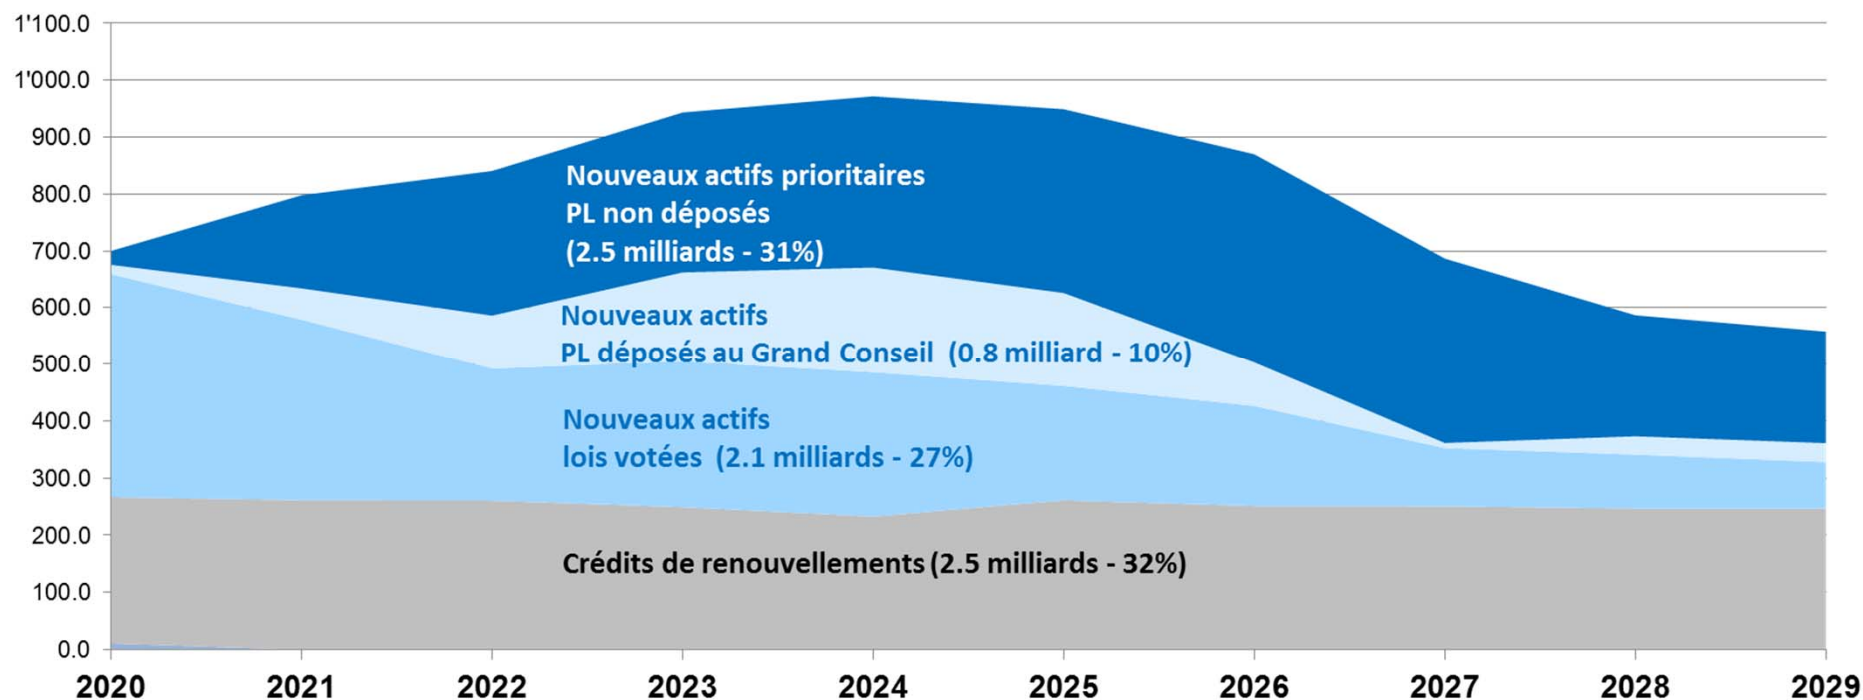 1'100.0
1'000.0
900.0
800.0
700.0
600.0
500.0
400.0
300.0
200.0
100.0
0.0
Nouveaux actifs prioritaires
PL non déposés
(2.5 milliards - 31%)
Nouveaux actifs
PL déposés au Grand Conseil (0.8 milliard - 10%)
Nouveaux actifs
lois votées (2.1 milliards - 27%)
Crédits de renouvellements (2.5 milliards - 32%)
2020 2021 2022 2023 2024 2025 2026 2027 2028 2029